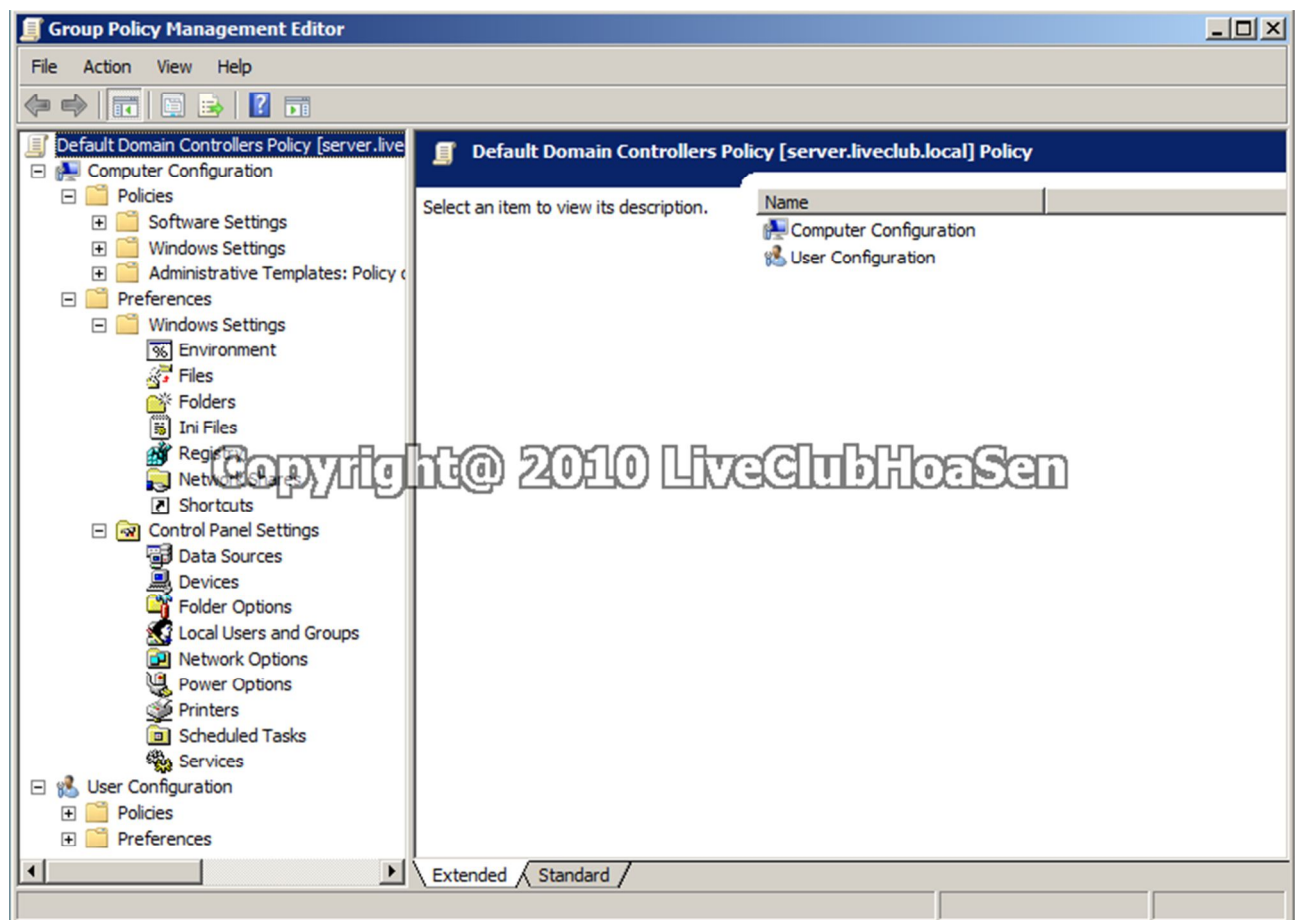 Group Policy Management Editor
File Action View Help
Default Domain Controllers Policy [server.live
Computer Configuration
Policies
Software Settings
Windows Settings
Administrative Templates: Policy
Preferences
Windows Settings
Environment
Files
Folders
Ini Files
Registry
Network Shares
Shortcuts
Control Panel Settings
Data Sources
Devices
Folder Options
Local Users and Groups
Network Options
Power Options
Printers
Scheduled Tasks
Services
User Configuration
Policies
Preferences
Default Domain Controllers Policy [server.liveclub.local] Policy
Select an item to view its description.
Name
Computer Configuration
User Configuration
Extended Standard
Copyright@ 2010 LiveClubHoaSen